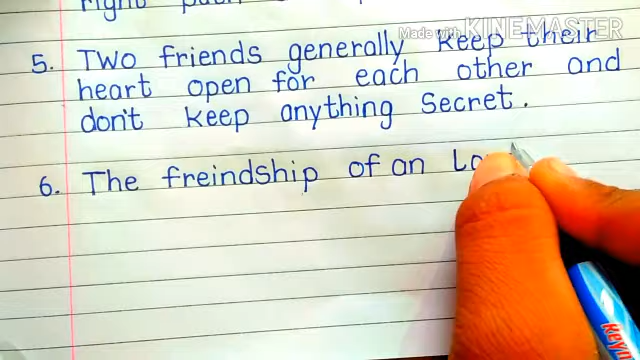 right
Made with KINEMASTER
5. Two friends generally keep their
heart open for each other and
don't keep anything Secret.
6. The freindship of an